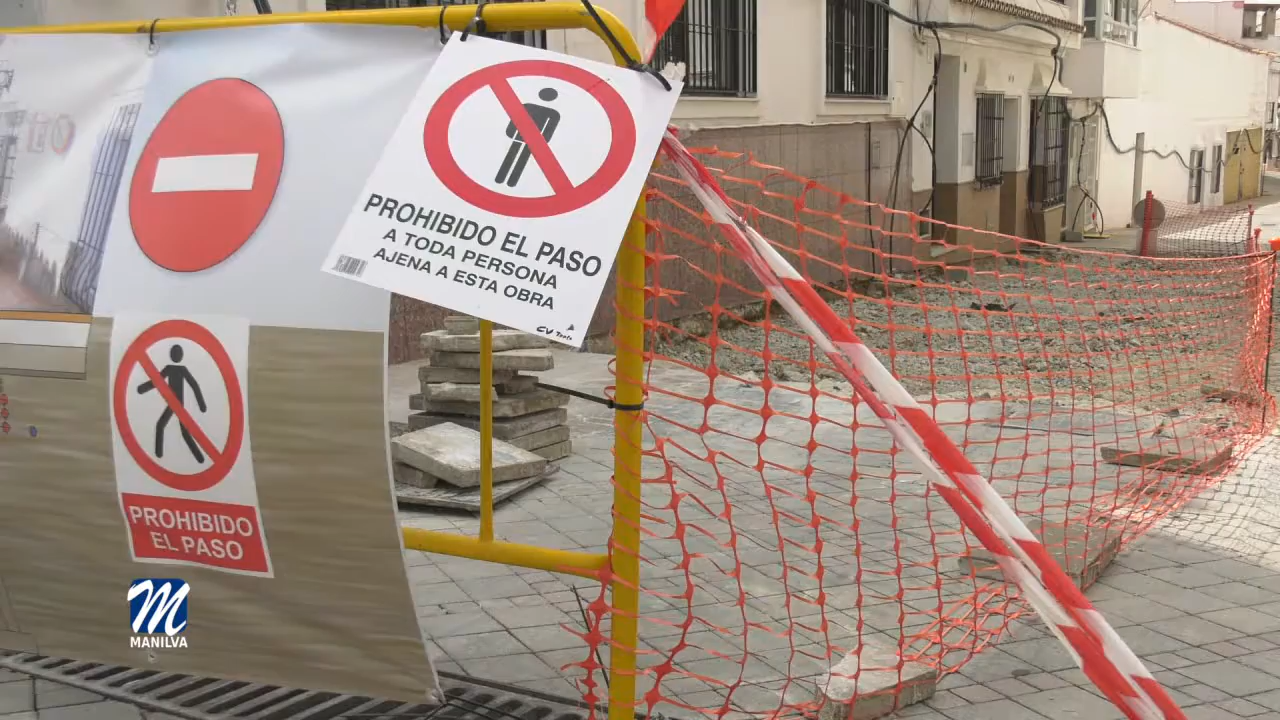 PROHIBIDO EL PASO
A TODA PERSONA
AJENA A ESTA OBRA
PROHIBIDO
EL PASO
MANILVA